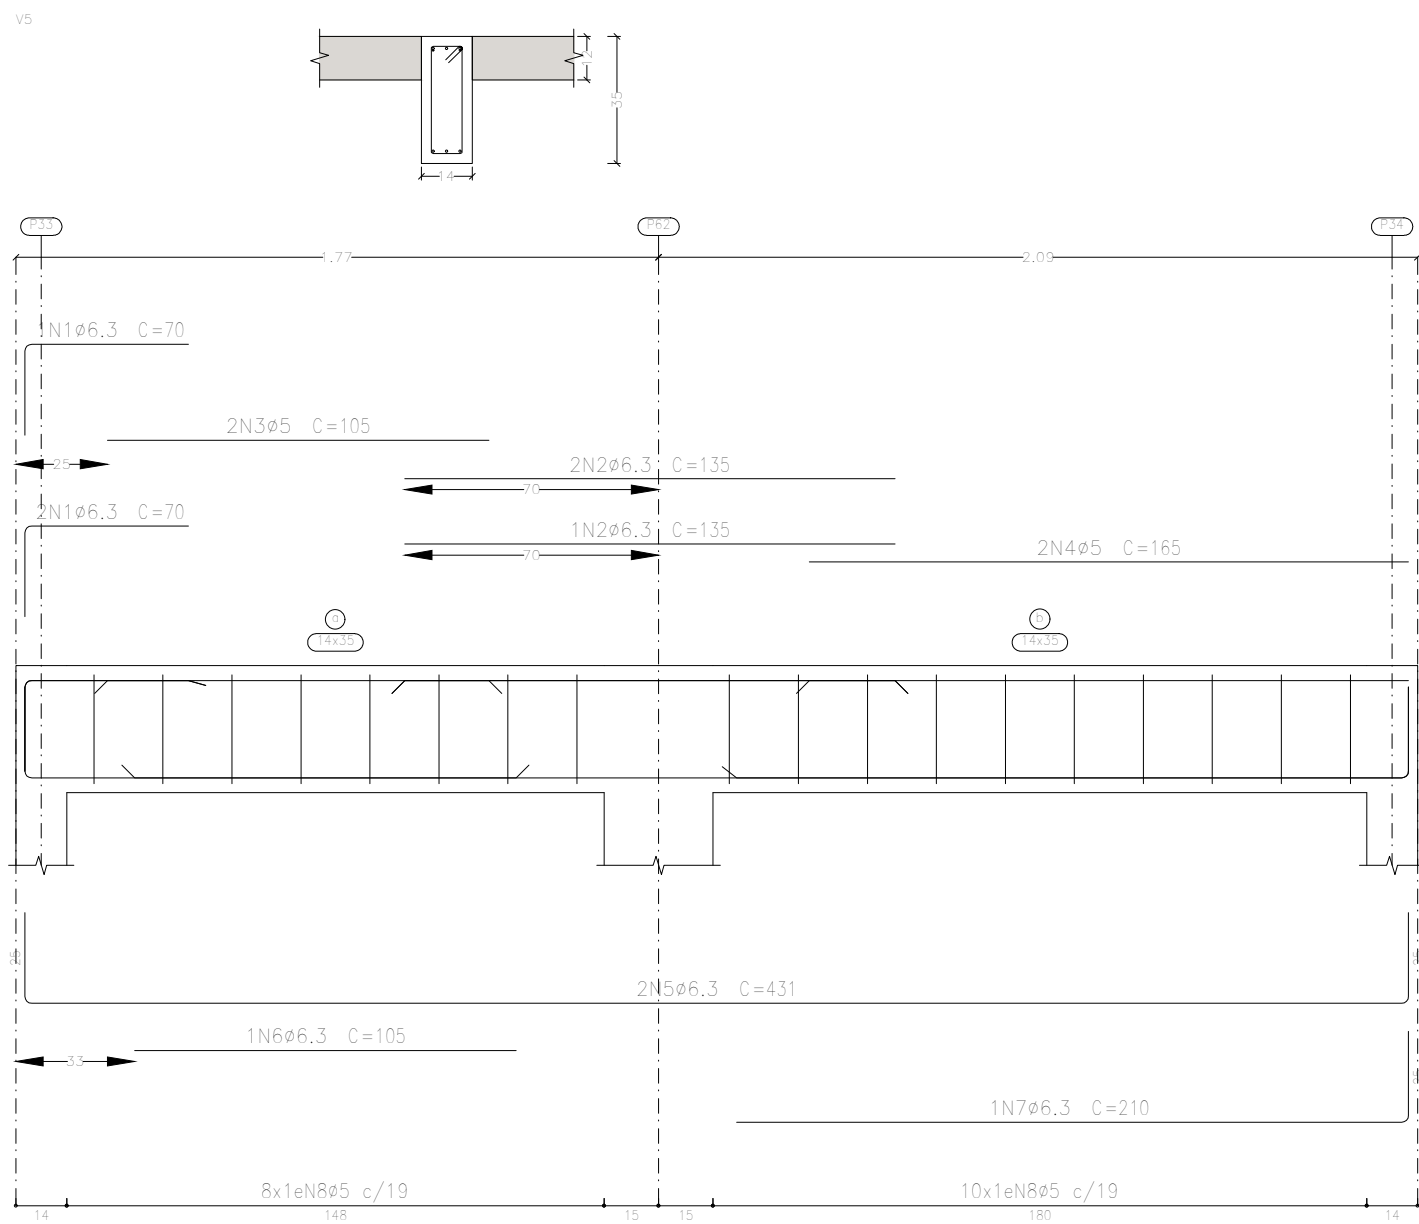 V5
12
35
14
P33
P62
P34
1.77
2.09
1N1ø6.3 C=70
2N3ø5 C=105
25
2N2ø6.3 C=135
70
2N1ø6.3 C=70
1N2ø6.3 C=135
70
2N4ø5 C=165
a
b
14x35
14x35
25
25
2N5ø6.3 C=431
1N6ø6.3 C=105
33
25
1N7ø6.3 C=210
8x1eN8ø5 c/19
10x1eN8ø5 c/19
14
148
15
15
180
14